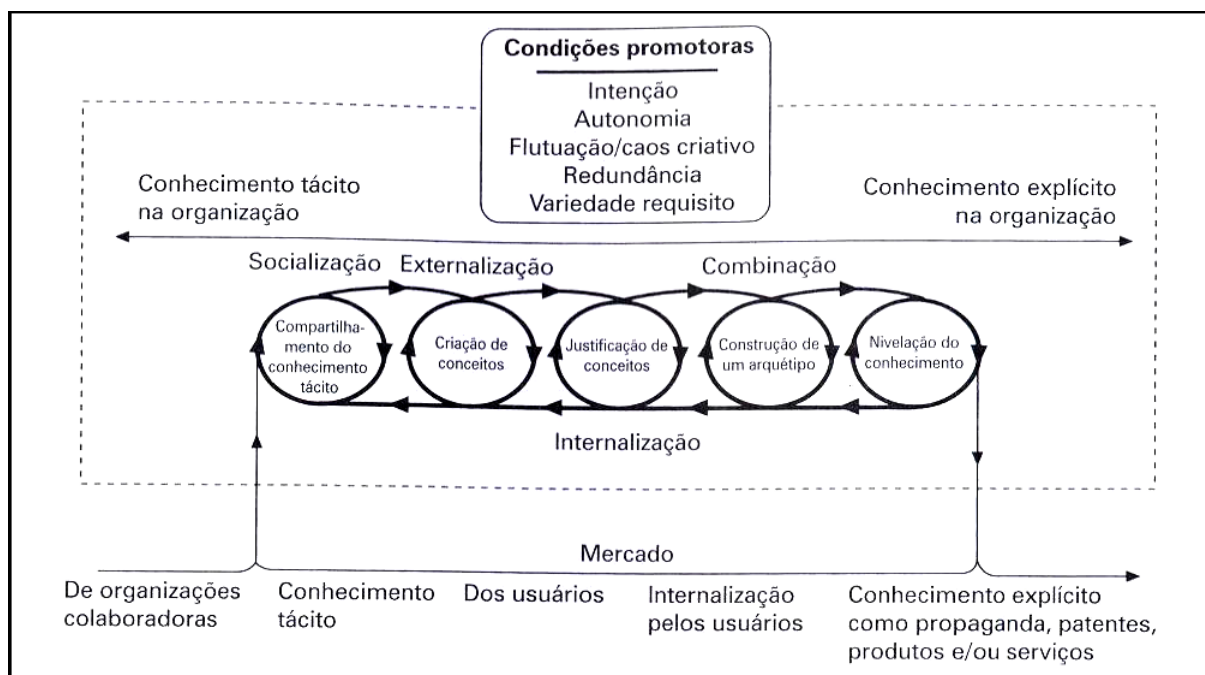 Condições promotoras
Intenção
Autonomia
Flutuação/caos criativo
Redundância
Variedade requisito
Conhecimento tácito
na organização
Conhecimento explícito
na organização
Socialização
Externalização
Combinação
Compartilha-
mento do
conhecimento
tácito
Criação de
conceitos
Justificação de
conceitos
Construção de
um arquétipo
Nivelação do
conhecimento
Internalização
Mercado
De organizações
colaboradoras
Conhecimento
tácito
Dos usuários
Internalização
pelos usuários
Conhecimento explícito
como propaganda, patentes,
produtos e/ou serviços